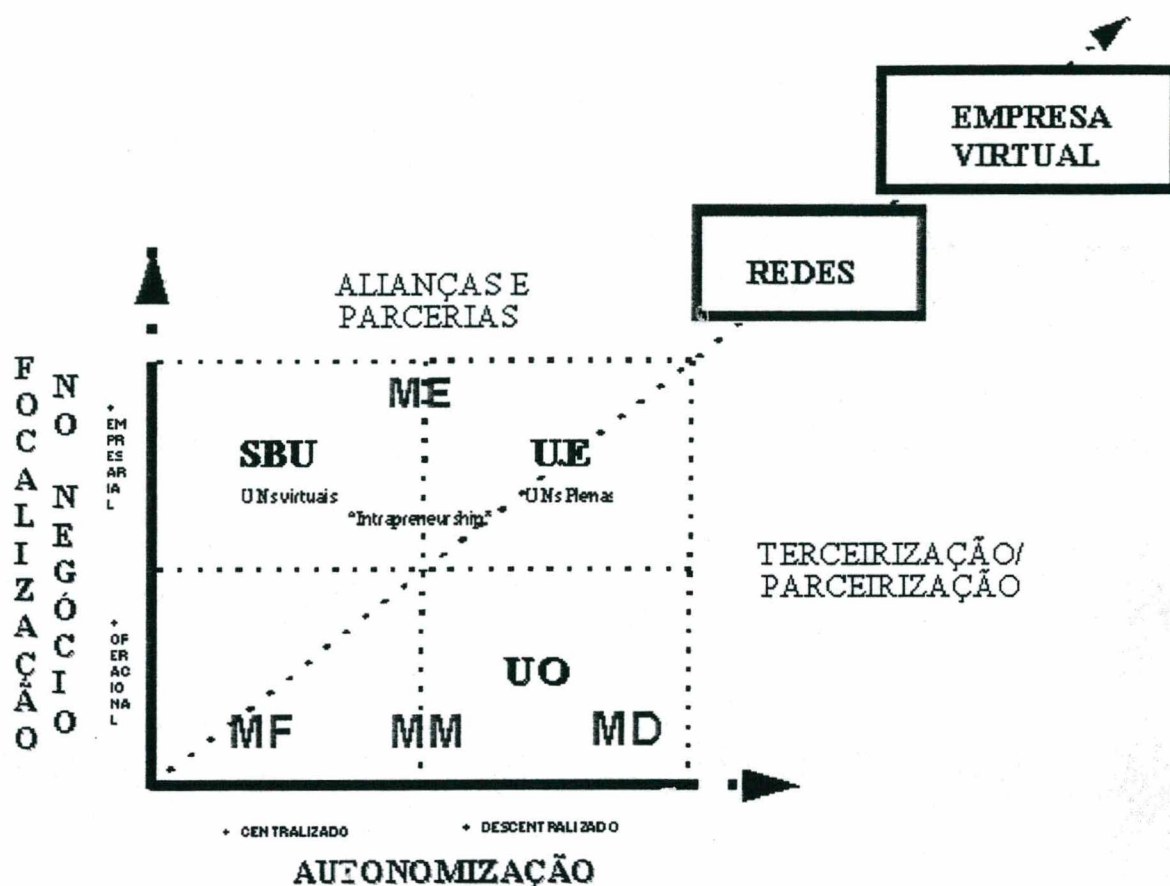 EMPRESA
VIRTUAL
REDES
ALIANÇAS E
PARCERIAS
FOCALIZAÇÃO
NO NEGÓCIO
+ EMPRESARIAL
+ OPERACIONAL
ME
SBU
UNs virtuais
UE
UNs Plenas
"Intrapreneurship"
TERCEIRIZAÇÃO/
PARCEIRIZAÇÃO
UO
MF
MM
MD
+ CENTRALIZADO
+ DESCENTRALIZADO
AUTONOMIZAÇÃO